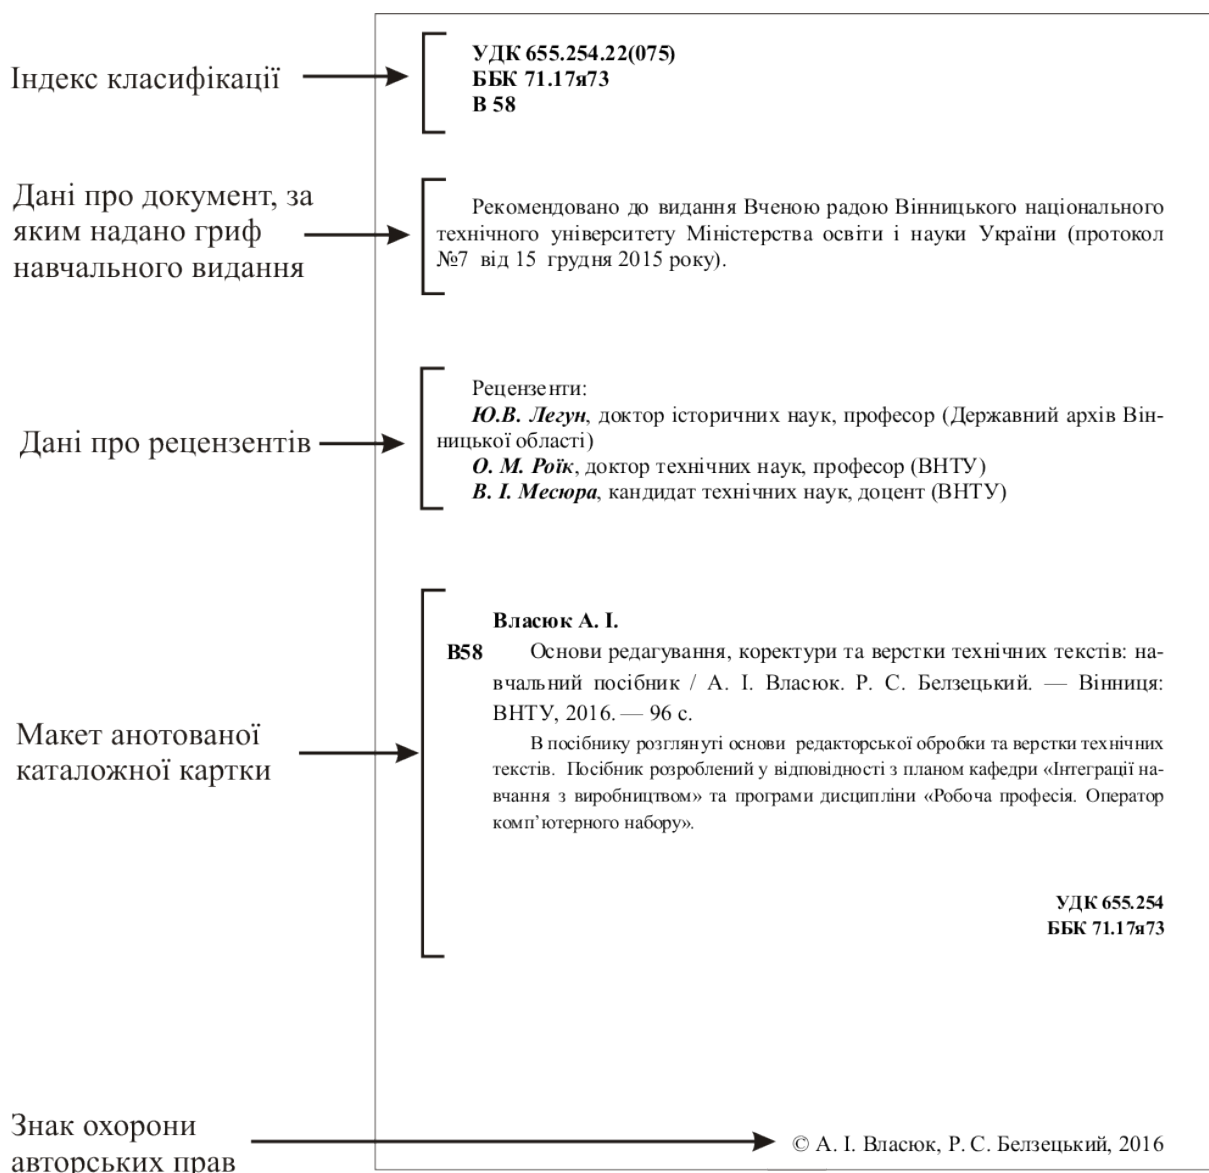 Індекс класифікації
УДК 655.254.22(075)
ББК 71.17я73
В 58
Дані про документ, за
яким надано гриф
навчального видання
Рекомендовано до видання Вченою радою Вінницького національного
технічного університету Міністерства освіти і науки України (протокол
№7 від 15 грудня 2015 року).
Дані про рецензентів
Рецензенти:
Ю.В. Легун, доктор історичних наук, професор (Державний архів Він-
ницької області)
О. М. Роїк, доктор технічних наук, професор (ВНТУ)
В. І. Месюра, кандидат технічних наук, доцент (ВНТУ)
Макет анотованої
каталожної картки
Власюк А. І.
В58 Основи редагування, коректури та верстки технічних текстів: на-
вчальний посібник / А. І. Власюк. Р. С. Белзецький. — Вінниця:
ВНТУ, 2016. — 96 с.
В посібнику розглянуті основи редакторської обробки та верстки технічних
текстів. Посібник розроблений у відповідності з планом кафедри «Інтеграції на-
вчання з виробництвом» та програми дисципліни «Робоча професія. Оператор
комп’ютерного набору».
УДК 655.254
ББК 71.17я73
Знак охорони
авторських прав
© А. І. Власюк, Р. С. Белзецький, 2016